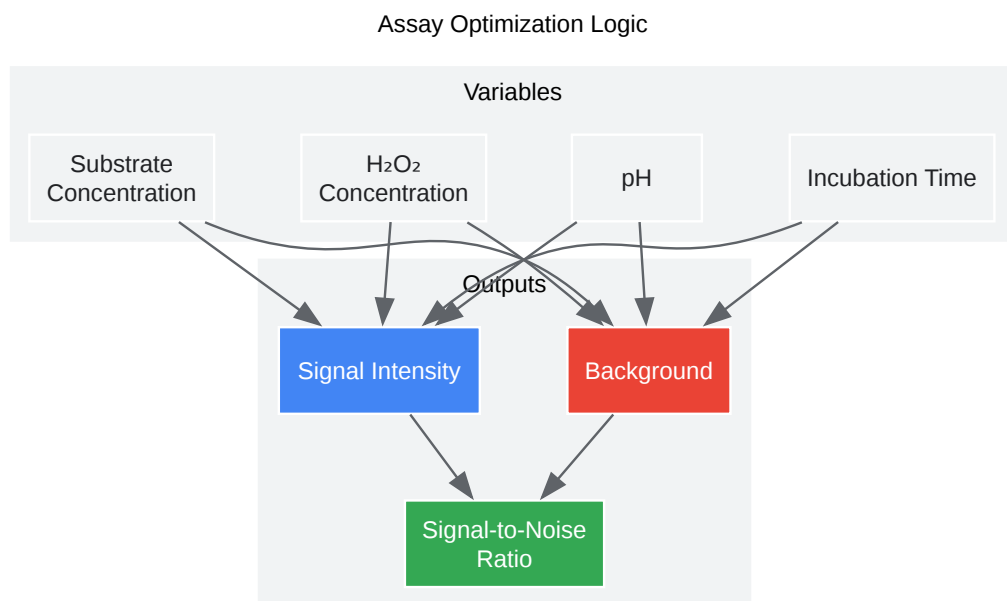 Assay Optimization Logic
Variables
Substrate
Concentration
H₂O₂
Concentration
pH
Incubation Time
Outputs
Signal Intensity
Background
Signal-to-Noise
Ratio